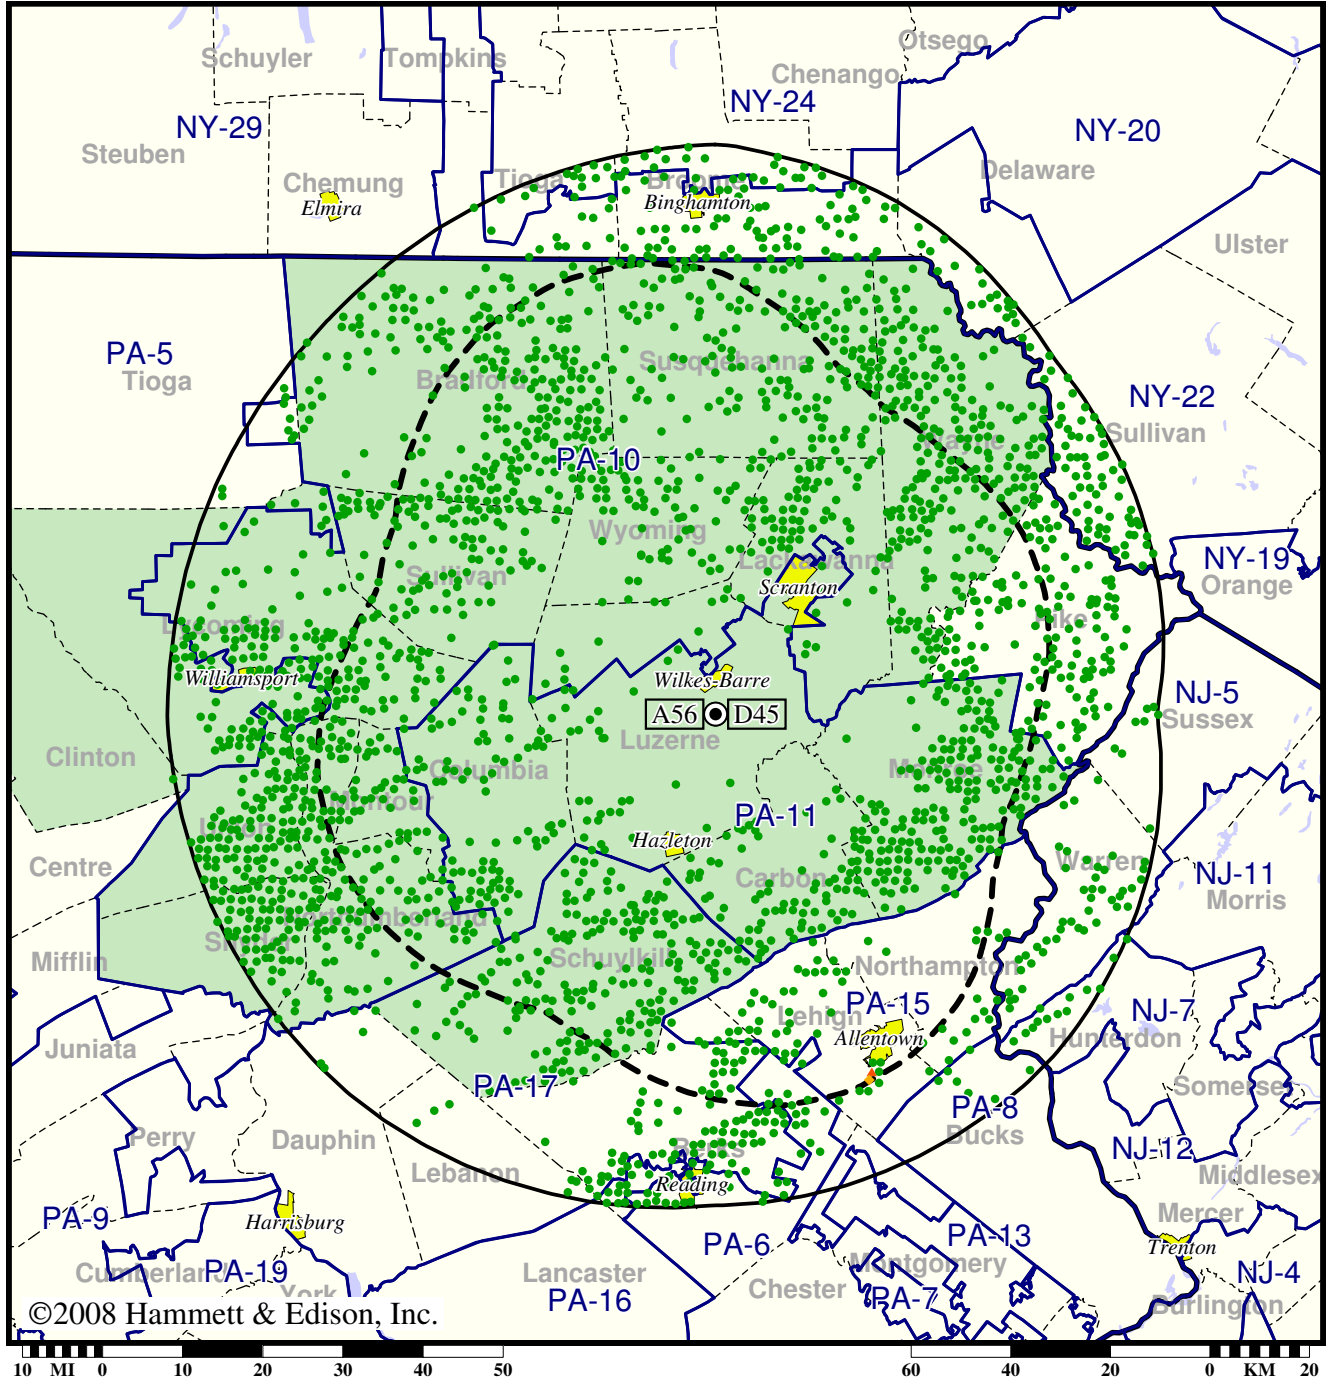 Otsego
Schuyler
Tompkins
Chenango
NY-24
NY-29
NY-20
Steuben
Delaware
Chemung
Tioga
Broome
Elmira
Binghamton
Ulster
PA-5
Tioga
Susquehanna
Bradford
NY-22
Sullivan
Wayne
PA-10
Wyoming
Lackawanna
NY-19
Sullivan
Orange
Scranton
Lycoming
Pike
Williamsport
Wilkes-Barre
NJ-5
A56
D45
Sussex
Luzerne
Clinton
Columbia
Monroe
Montour
PA-11
Union
Hazleton
Centre
Warren
NJ-11
Carbon
Morris
Northumberland
Snyder
Schuylkill
Mifflin
Northampton
PA-15
NJ-7
Lehigh
Allentown
Hunterdon
Juniata
PA-17
Somerset
PA-8
Perry
Dauphin
Bucks
NJ-12
Berks
Lebanon
Middlesex
Reading
PA-9
Harrisburg
Mercer
PA-13
PA-6
Trenton
Cumberland
PA-19
Lancaster
Montgomery
NJ-4
York
Chester
PA-16
PA-7
Burlington
©2008 Hammett & Edison, Inc.
10 MI 0 10 20 30 40 50
60 40 20 0 KM 20